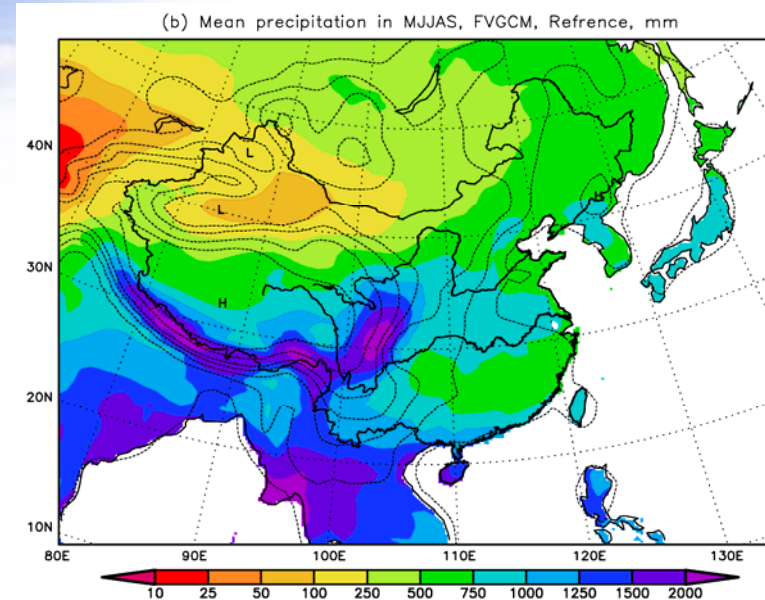 (b) Mean precipitation in MJJAS, FVGCM, Refrence, mm
40N
L
L
H
30N
H
20N
10N
80E 90E 100E 110E 120E 130E
10 25 50 100 250 500 750 1000 1250 1500 2000